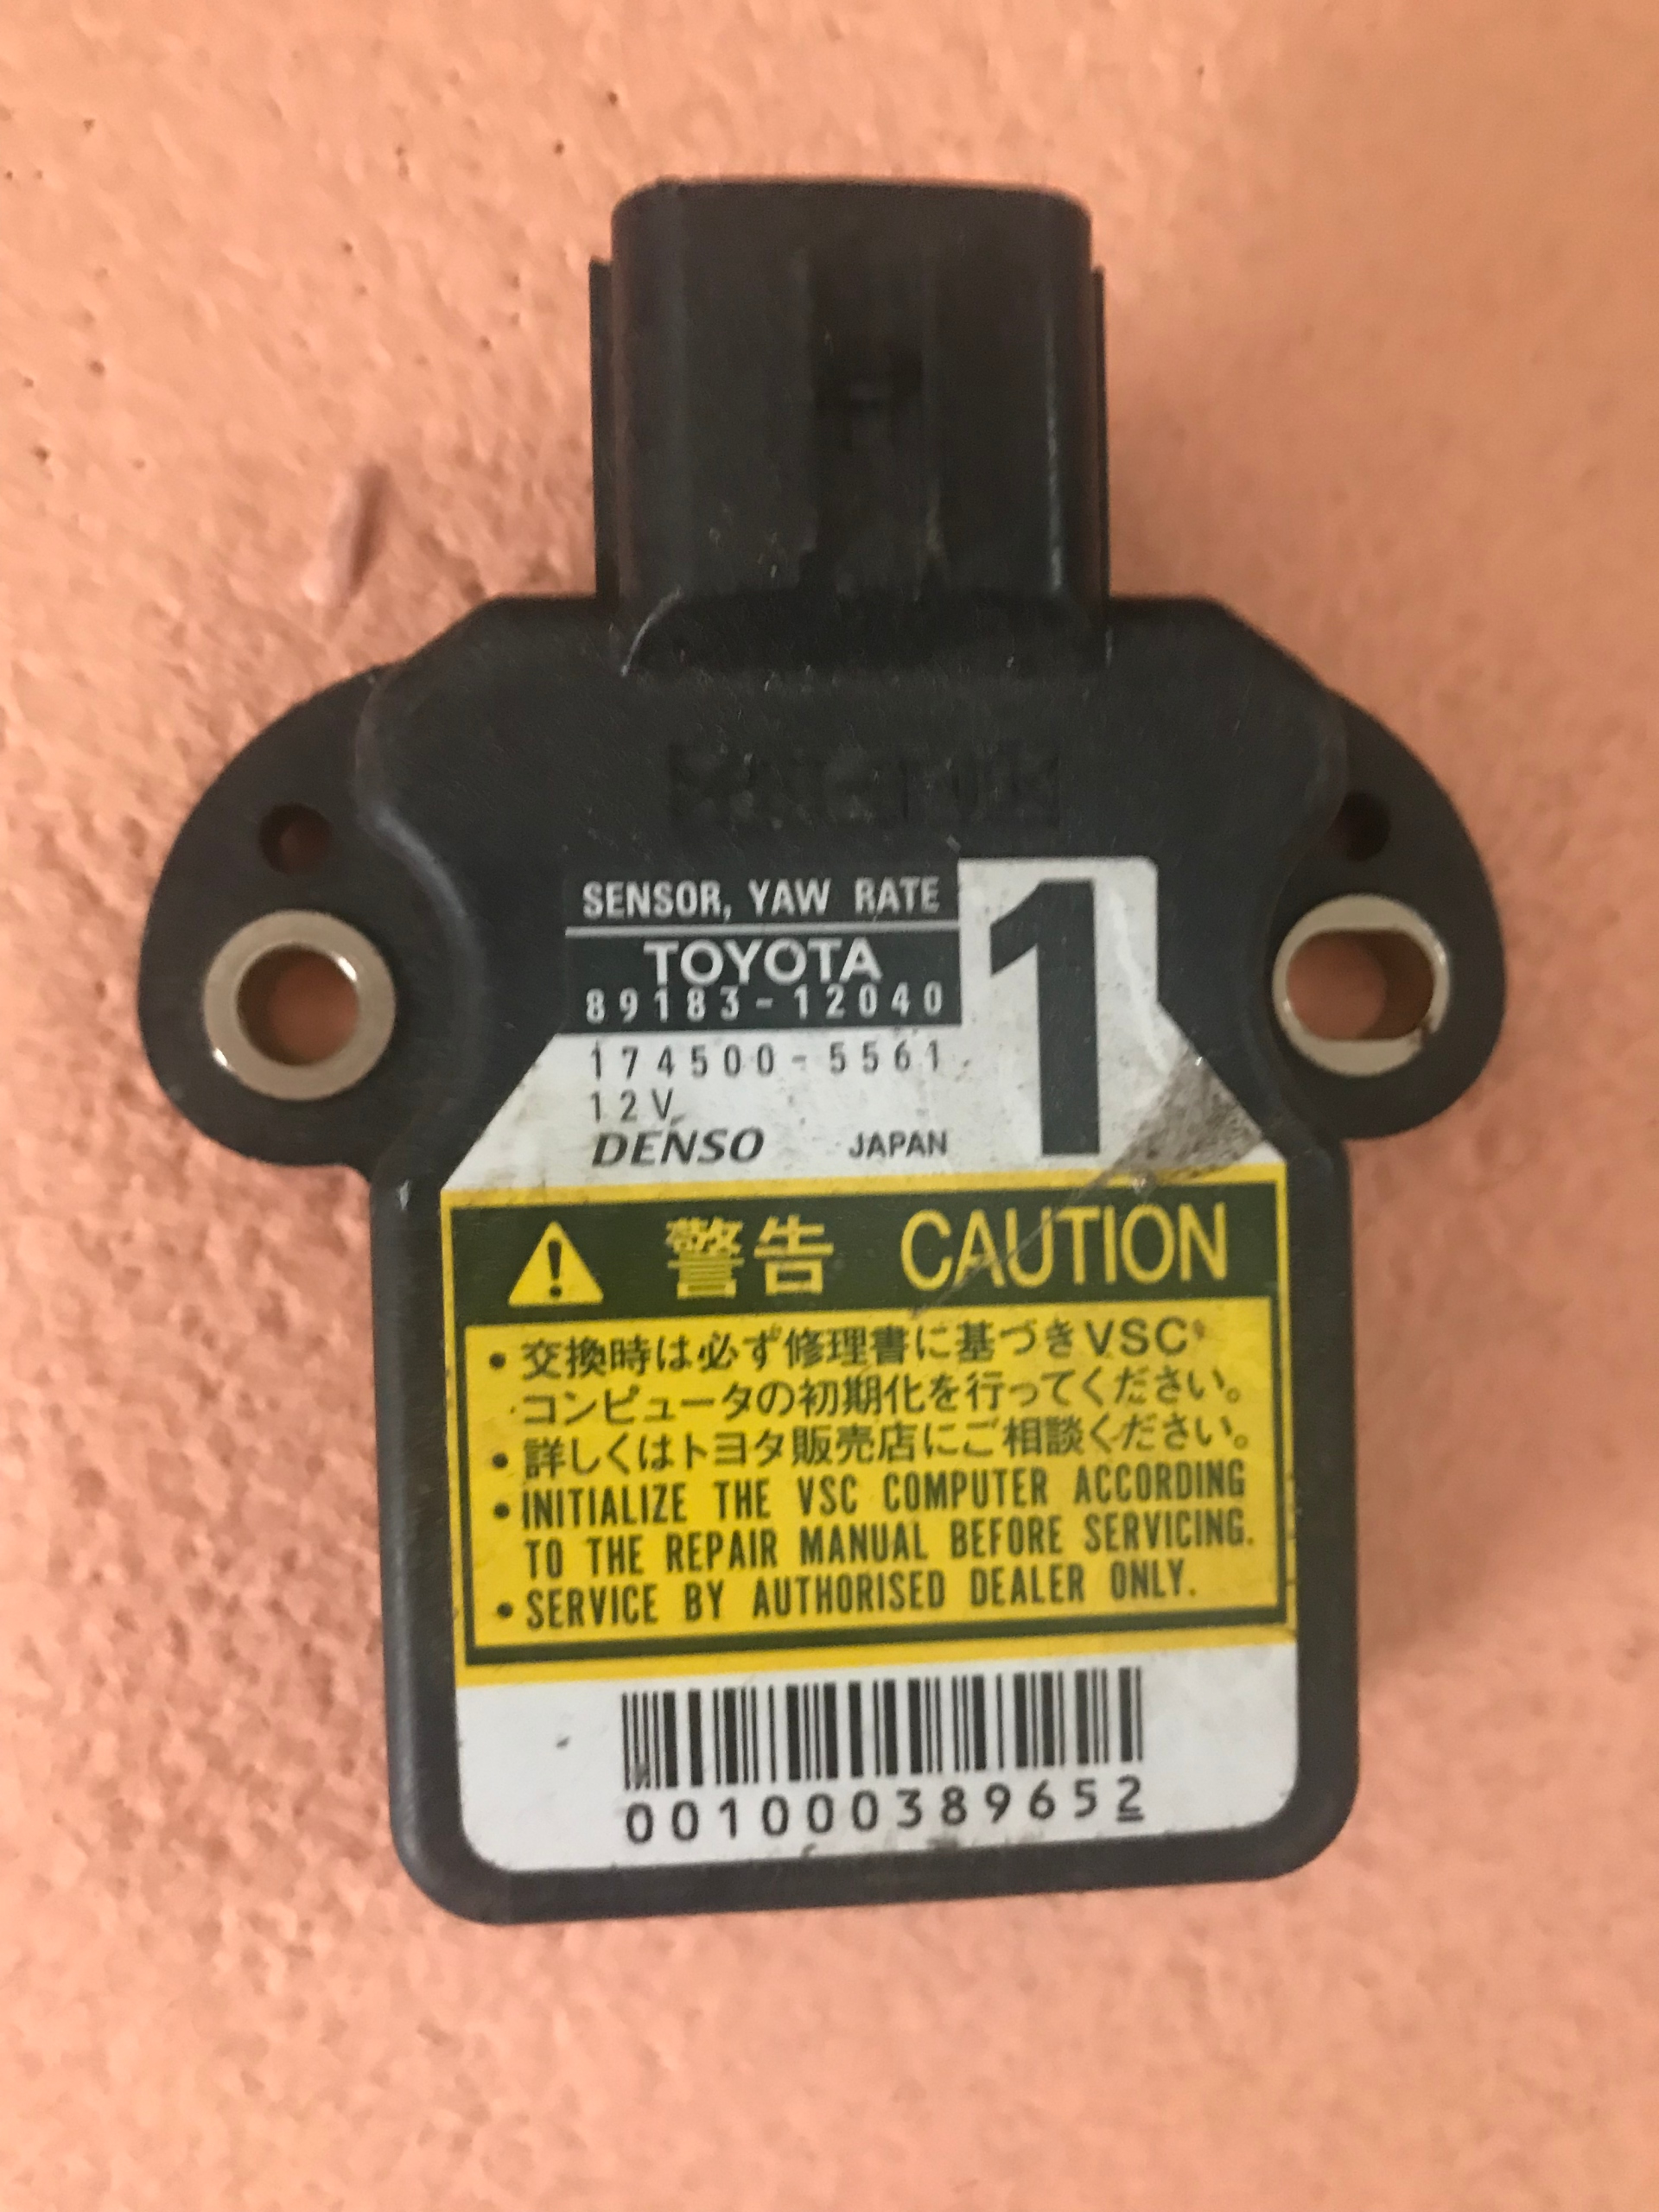 SENSOR, YAW RATE
TOYOTA
89183-12040
1
174500-5561
12V
DENSO JAPAN
警告 CAUTION
• 交換時は必ず修理書に基づきVSC
コンピュータの初期化を行ってください。
• 詳しくはトヨタ販売店にご相談ください。
• INITIALIZE THE VSC COMPUTER ACCORDING
TO THE REPAIR MANUAL BEFORE SERVICING.
• SERVICE BY AUTHORISED DEALER ONLY.
001000389652